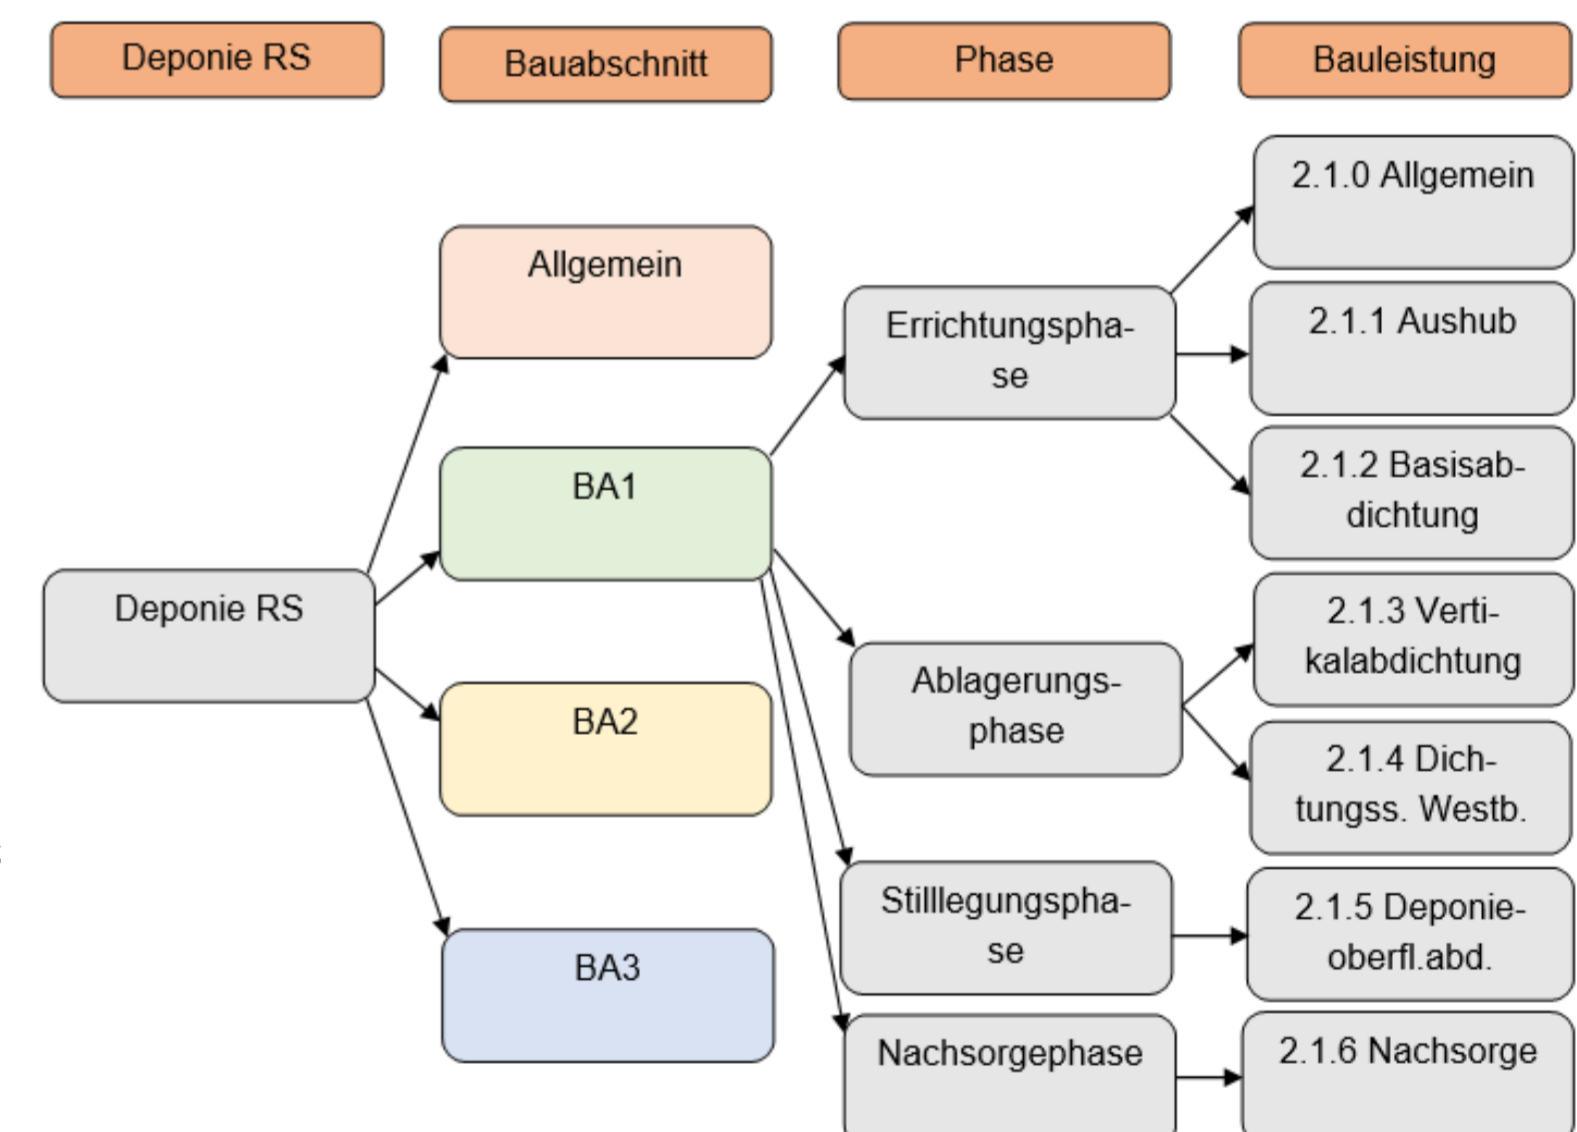 Deponie RS
Bauabschnitt
Phase
Bauleistung
Deponie RS
Allgemein
BA1
BA2
BA3
Errichtungspha-
se
Ablagerungs-
phase
Stilllegungspha-
se
Nachsorgephase
2.1.0 Allgemein
2.1.1 Aushub
2.1.2 Basisab-
dichtung
2.1.3 Verti-
kalabdichtung
2.1.4 Dich-
tungss. Westb.
2.1.5 Deponie-
oberfl.abd.
2.1.6 Nachsorge